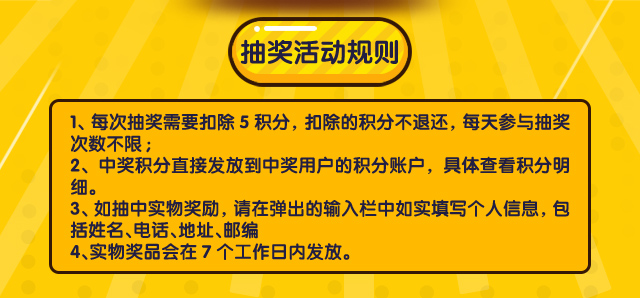 抽奖活动规则
1、每次抽奖需要扣除 5 积分，扣除的积分不退还，每天参与抽奖
次数不限；
2、 中奖积分直接发放到中奖用户的积分账户，具体查看积分明
细。
3、如抽中实物奖励，请在弹出的输入栏中如实填写个人信息，包
括姓名、电话、地址、邮编
4、实物奖品会在 7 个工作日内发放。